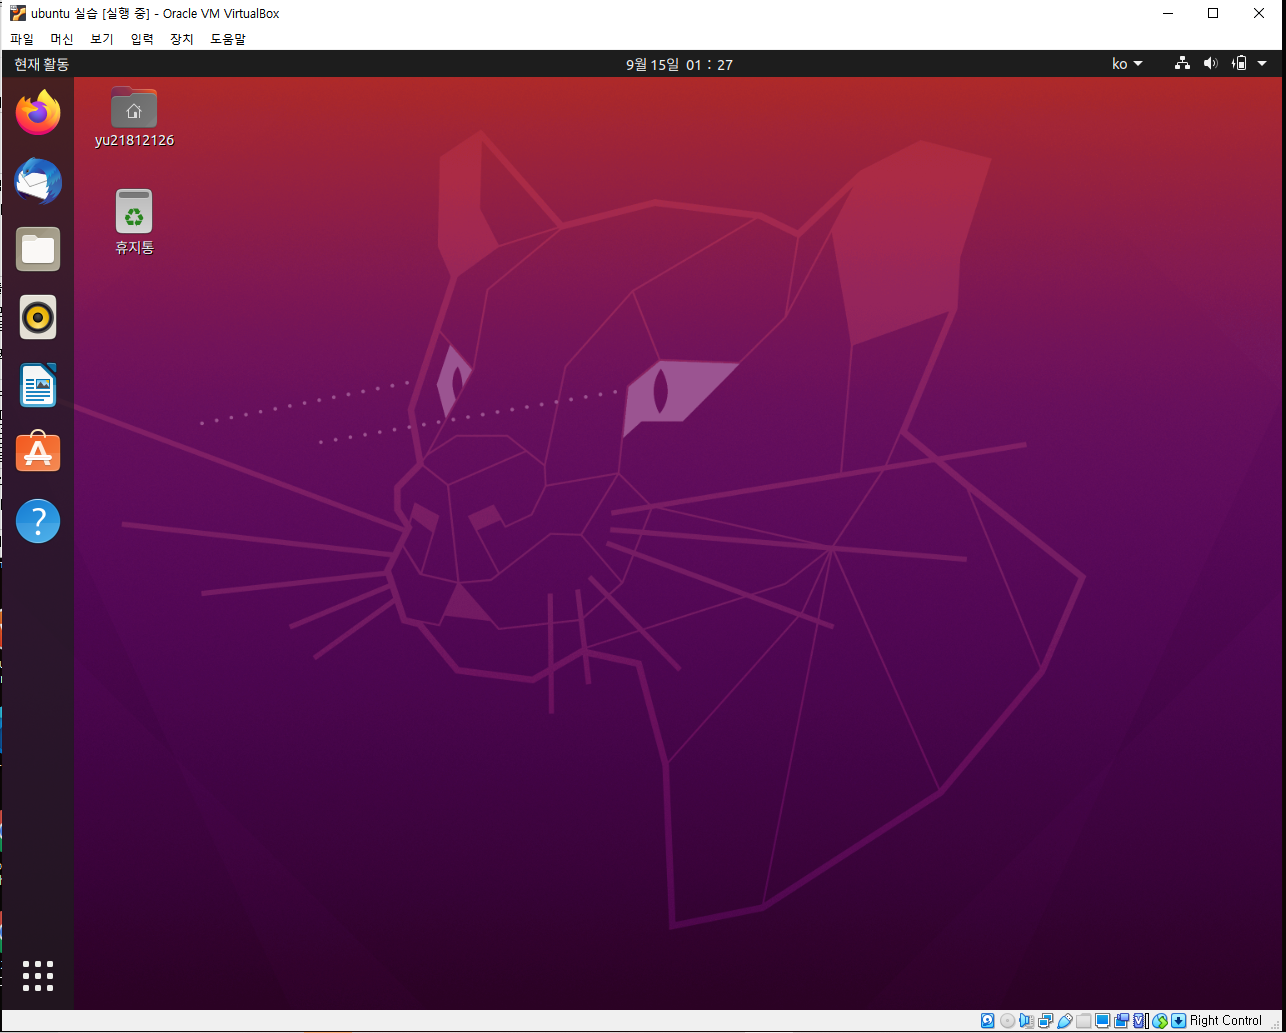 ubuntu 실습 [실행 중] - Oracle VM VirtualBox
파일 머신 보기 입력 장치 도움말
현재 활동 9월 15일 01 : 27 ko
yu21812126
휴지통
Right Control